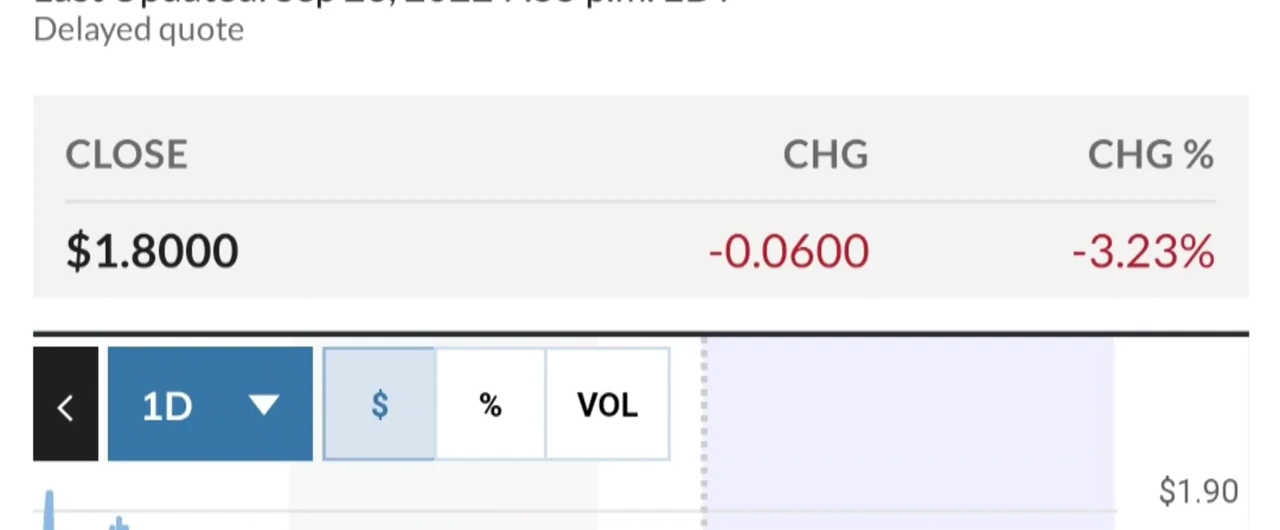 Delayed quote
CLOSE CHG CHG %
$1.8000 -0.0600 -3.23%
1D $ % VOL
$1.90